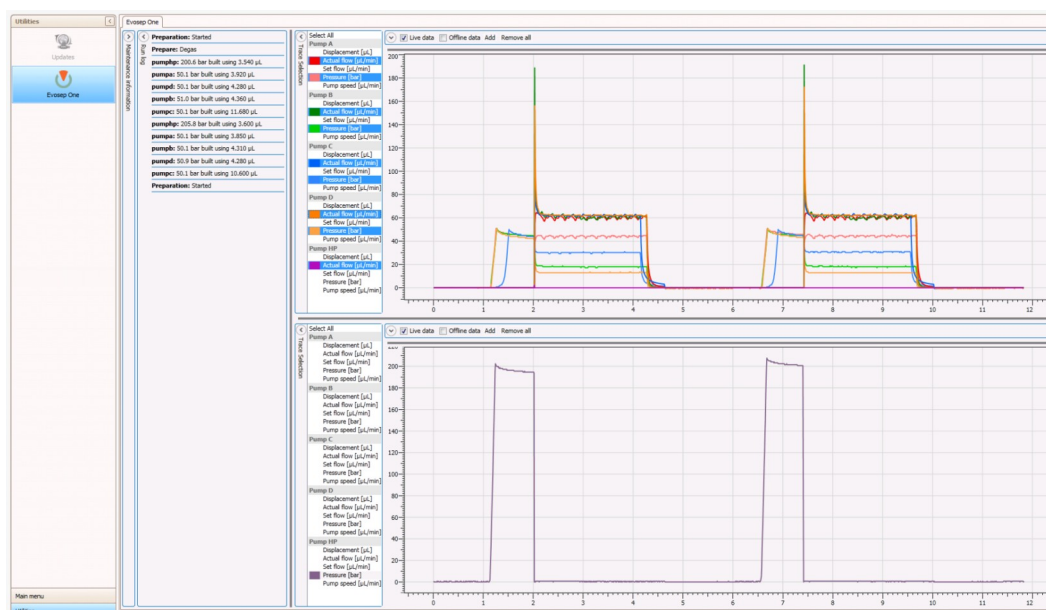 Utilities
Updates
Evosep One
Main menu
Evosep One
Maintenance information
Run log
Preparation: Started
Prepare: Degas
pumphp: 200.6 bar built using 3.540 µL
pumpa: 50.1 bar built using 3.920 µL
pumpd: 50.1 bar built using 4.280 µL
pumpb: 51.0 bar built using 4.360 µL
pumpc: 50.1 bar built using 11.680 µL
pumphp: 205.8 bar built using 3.600 µL
pumpa: 50.1 bar built using 3.850 µL
pumpb: 50.1 bar built using 4.310 µL
pumpd: 50.9 bar built using 4.280 µL
pumpc: 50.1 bar built using 10.600 µL
Preparation: Started
Trace Selection
Select All
Pump A
Displacement [µL]
Actual flow [µL/min]
Set flow [µL/min]
Pressure [bar]
Pump speed [µL/min]
Pump B
Displacement [µL]
Actual flow [µL/min]
Set flow [µL/min]
Pressure [bar]
Pump speed [µL/min]
Pump C
Displacement [µL]
Actual flow [µL/min]
Set flow [µL/min]
Pressure [bar]
Pump speed [µL/min]
Pump D
Displacement [µL]
Actual flow [µL/min]
Set flow [µL/min]
Pressure [bar]
Pump speed [µL/min]
Pump HP
Actual flow [µL/min]
Set flow [µL/min]
Pressure [bar]
Pump speed [µL/min]
Live data Offline data Add Remove all
200
180
160
140
120
100
80
60
40
20
0
0 1 2 3 4 5 6 7 8 9 10 11 12
Trace Selection
Select All
Pump A
Displacement [µL]
Actual flow [µL/min]
Set flow [µL/min]
Pressure [bar]
Pump speed [µL/min]
Pump B
Displacement [µL]
Actual flow [µL/min]
Set flow [µL/min]
Pressure [bar]
Pump speed [µL/min]
Pump C
Displacement [µL]
Actual flow [µL/min]
Set flow [µL/min]
Pressure [bar]
Pump speed [µL/min]
Pump D
Displacement [µL]
Actual flow [µL/min]
Set flow [µL/min]
Pressure [bar]
Pump speed [µL/min]
Pump HP
Actual flow [µL/min]
Set flow [µL/min]
Pressure [bar]
Pump speed [µL/min]
Live data Offline data Add Remove all
200
180
160
140
120
100
80
60
40
20
0
0 1 2 3 4 5 6 7 8 9 10 11 12